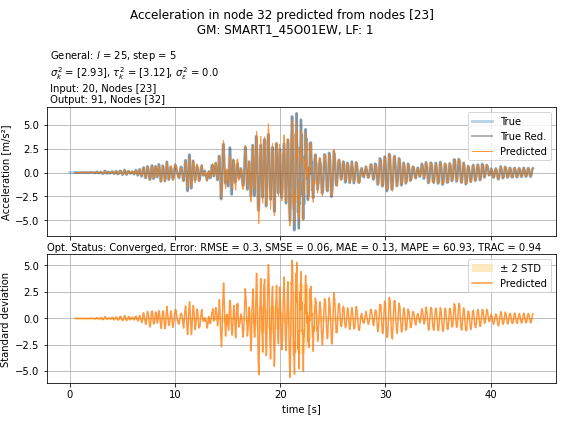 Acceleration in node 32 predicted from nodes [23]
GM: SMART1_45O01EW, LF: 1
General: l = 25, step = 5
σ²ₖ = [2.93], τ²ₖ = [3.12], σ²ε = 0.0
Input: 20, Nodes [23]
Output: 91, Nodes [32]
Acceleration [m/s²]
5.0
2.5
0.0
−2.5
−5.0
True
True Red.
Predicted
Opt. Status: Converged, Error: RMSE = 0.3, SMSE = 0.06, MAE = 0.13, MAPE = 60.93, TRAC = 0.94
Standard deviation
5.0
2.5
0.0
−2.5
−5.0
± 2 STD
Predicted
0
10
20
30
40
time [s]